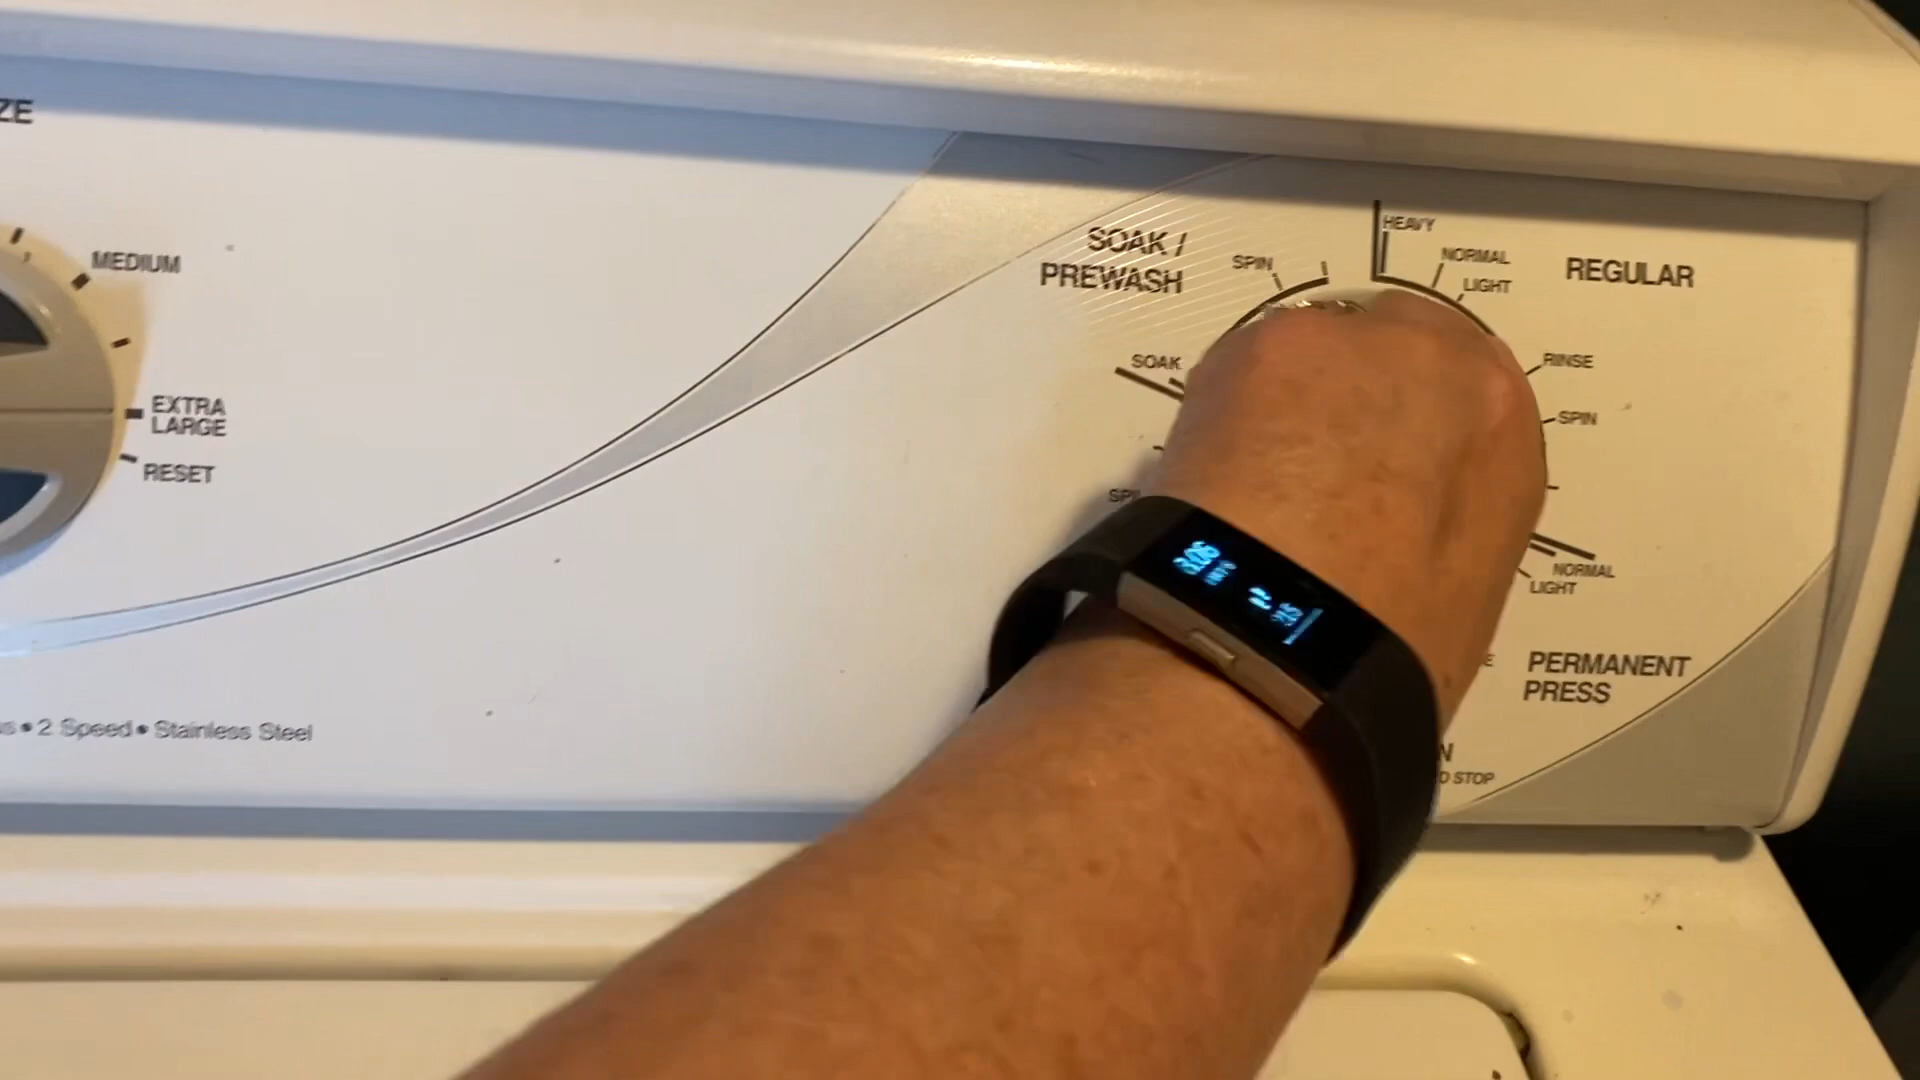 ZE
MEDIUM
EXTRA
LARGE
RESET
2 Speed • Stainless Steel
SOAK /
PREWASH
SPIN
SOAK
HEAVY
NORMAL
LIGHT
REGULAR
RINSE
SPIN
NORMAL
LIGHT
PERMANENT
PRESS
STOP